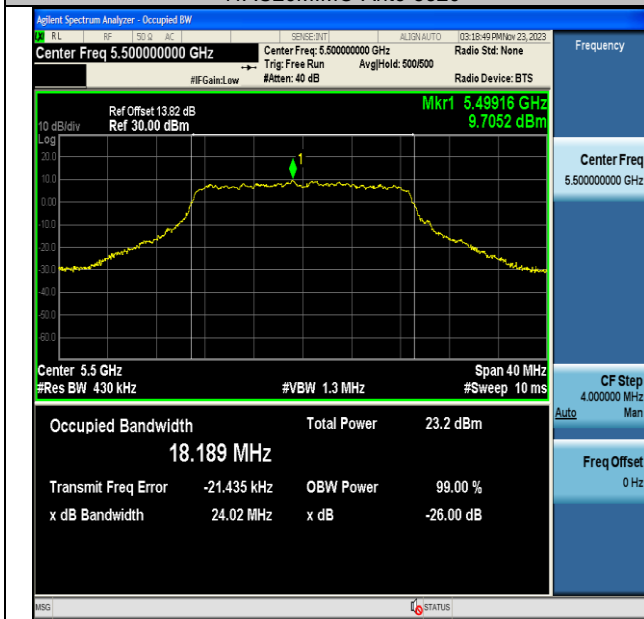 Agilent Spectrum Analyzer - Occupied BW
RL RF 50 Ω AC SENSE:INT ALIGN AUTO 03:18:49 PM Nov 23, 2023
Center Freq 5.500000000 GHz
Center Freq: 5.500000000 GHz
Radio Std: None
Trig: Free Run Avg|Hold: 500/500
#IFGain:Low #Atten: 40 dB Radio Device: BTS
Frequency
Ref Offset 13.82 dB
Mkr1 5.49916 GHz
10 dB/div Ref 30.00 dBm 9.7052 dBm
Log
20.0
1
10.0
0.00
-10.0
-20.0
-30.0
-40.0
-50.0
-60.0
Center 5.5 GHz Span 40 MHz
#Res BW 430 kHz #VBW 1.3 MHz #Sweep 10 ms
Occupied Bandwidth Total Power 23.2 dBm
18.189 MHz
Transmit Freq Error -21.435 kHz OBW Power 99.00 %
x dB Bandwidth 24.02 MHz x dB -26.00 dB
Center Freq
5.500000000 GHz
CF Step
4.000000 MHz
Auto Man
Freq Offset
0 Hz
MSG STATUS